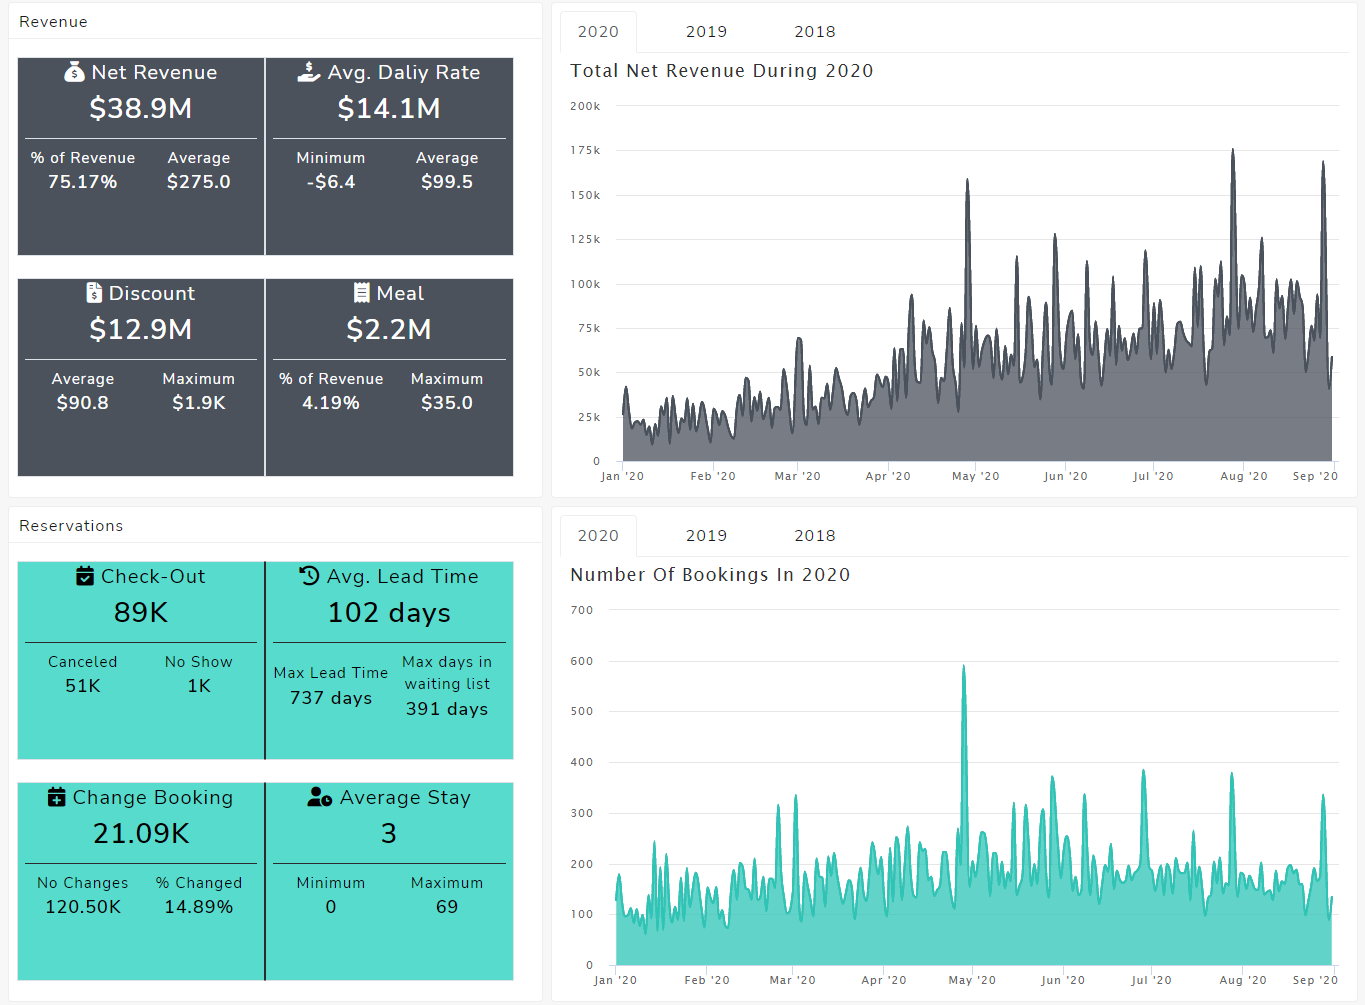 Revenue
Net Revenue
$38.9M
% of Revenue
75.17%
Average
$275.0
Avg. Daliy Rate
$14.1M
Minimum
-$6.4
Average
$99.5
Discount
$12.9M
Average
$90.8
Maximum
$1.9K
Meal
$2.2M
% of Revenue
4.19%
Maximum
$35.0
2020 2019 2018
Total Net Revenue During 2020
200k
175k
150k
125k
100k
75k
50k
25k
0
Jan '20 Feb '20 Mar '20 Apr '20 May '20 Jun '20 Jul '20 Aug '20 Sep '20
Reservations
Check-Out
89K
Canceled
51K
No Show
1K
Avg. Lead Time
102 days
Max Lead Time
737 days
Max days in
waiting list
391 days
Change Booking
21.09K
No Changes
120.50K
% Changed
14.89%
Average Stay
3
Minimum
0
Maximum
69
2020 2019 2018
Number Of Bookings In 2020
700
600
500
400
300
200
100
0
Jan '20 Feb '20 Mar '20 Apr '20 May '20 Jun '20 Jul '20 Aug '20 Sep '20